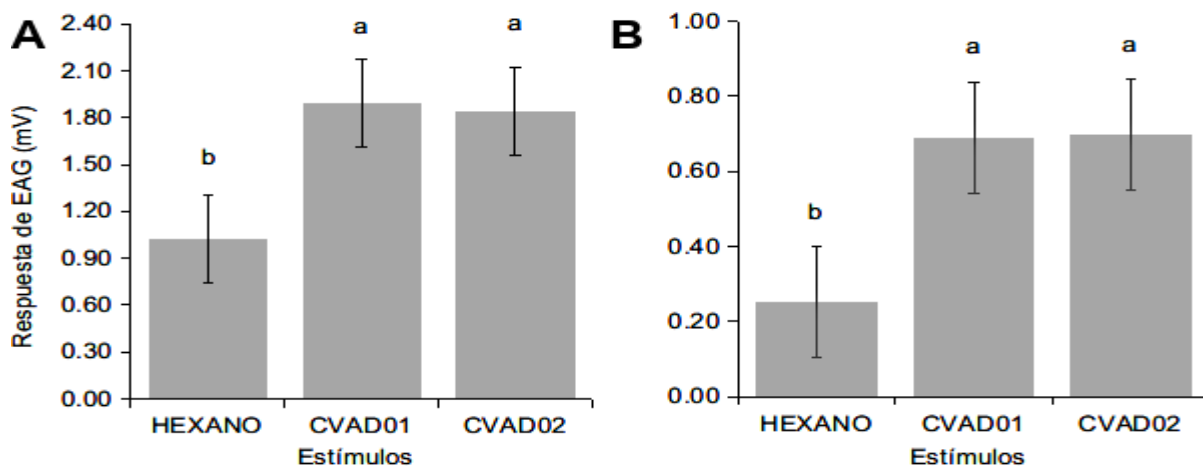 A
Respuesta de EAG (mV)
2.40
2.10
1.80
1.50
1.20
0.90
0.60
0.30
0.00
b
a
a
HEXANO CVAD01 CVAD02
Estímulos
B
1.00
0.80
0.60
0.40
0.20
0.00
b
a
a
HEXANO CVAD01 CVAD02
Estímulos